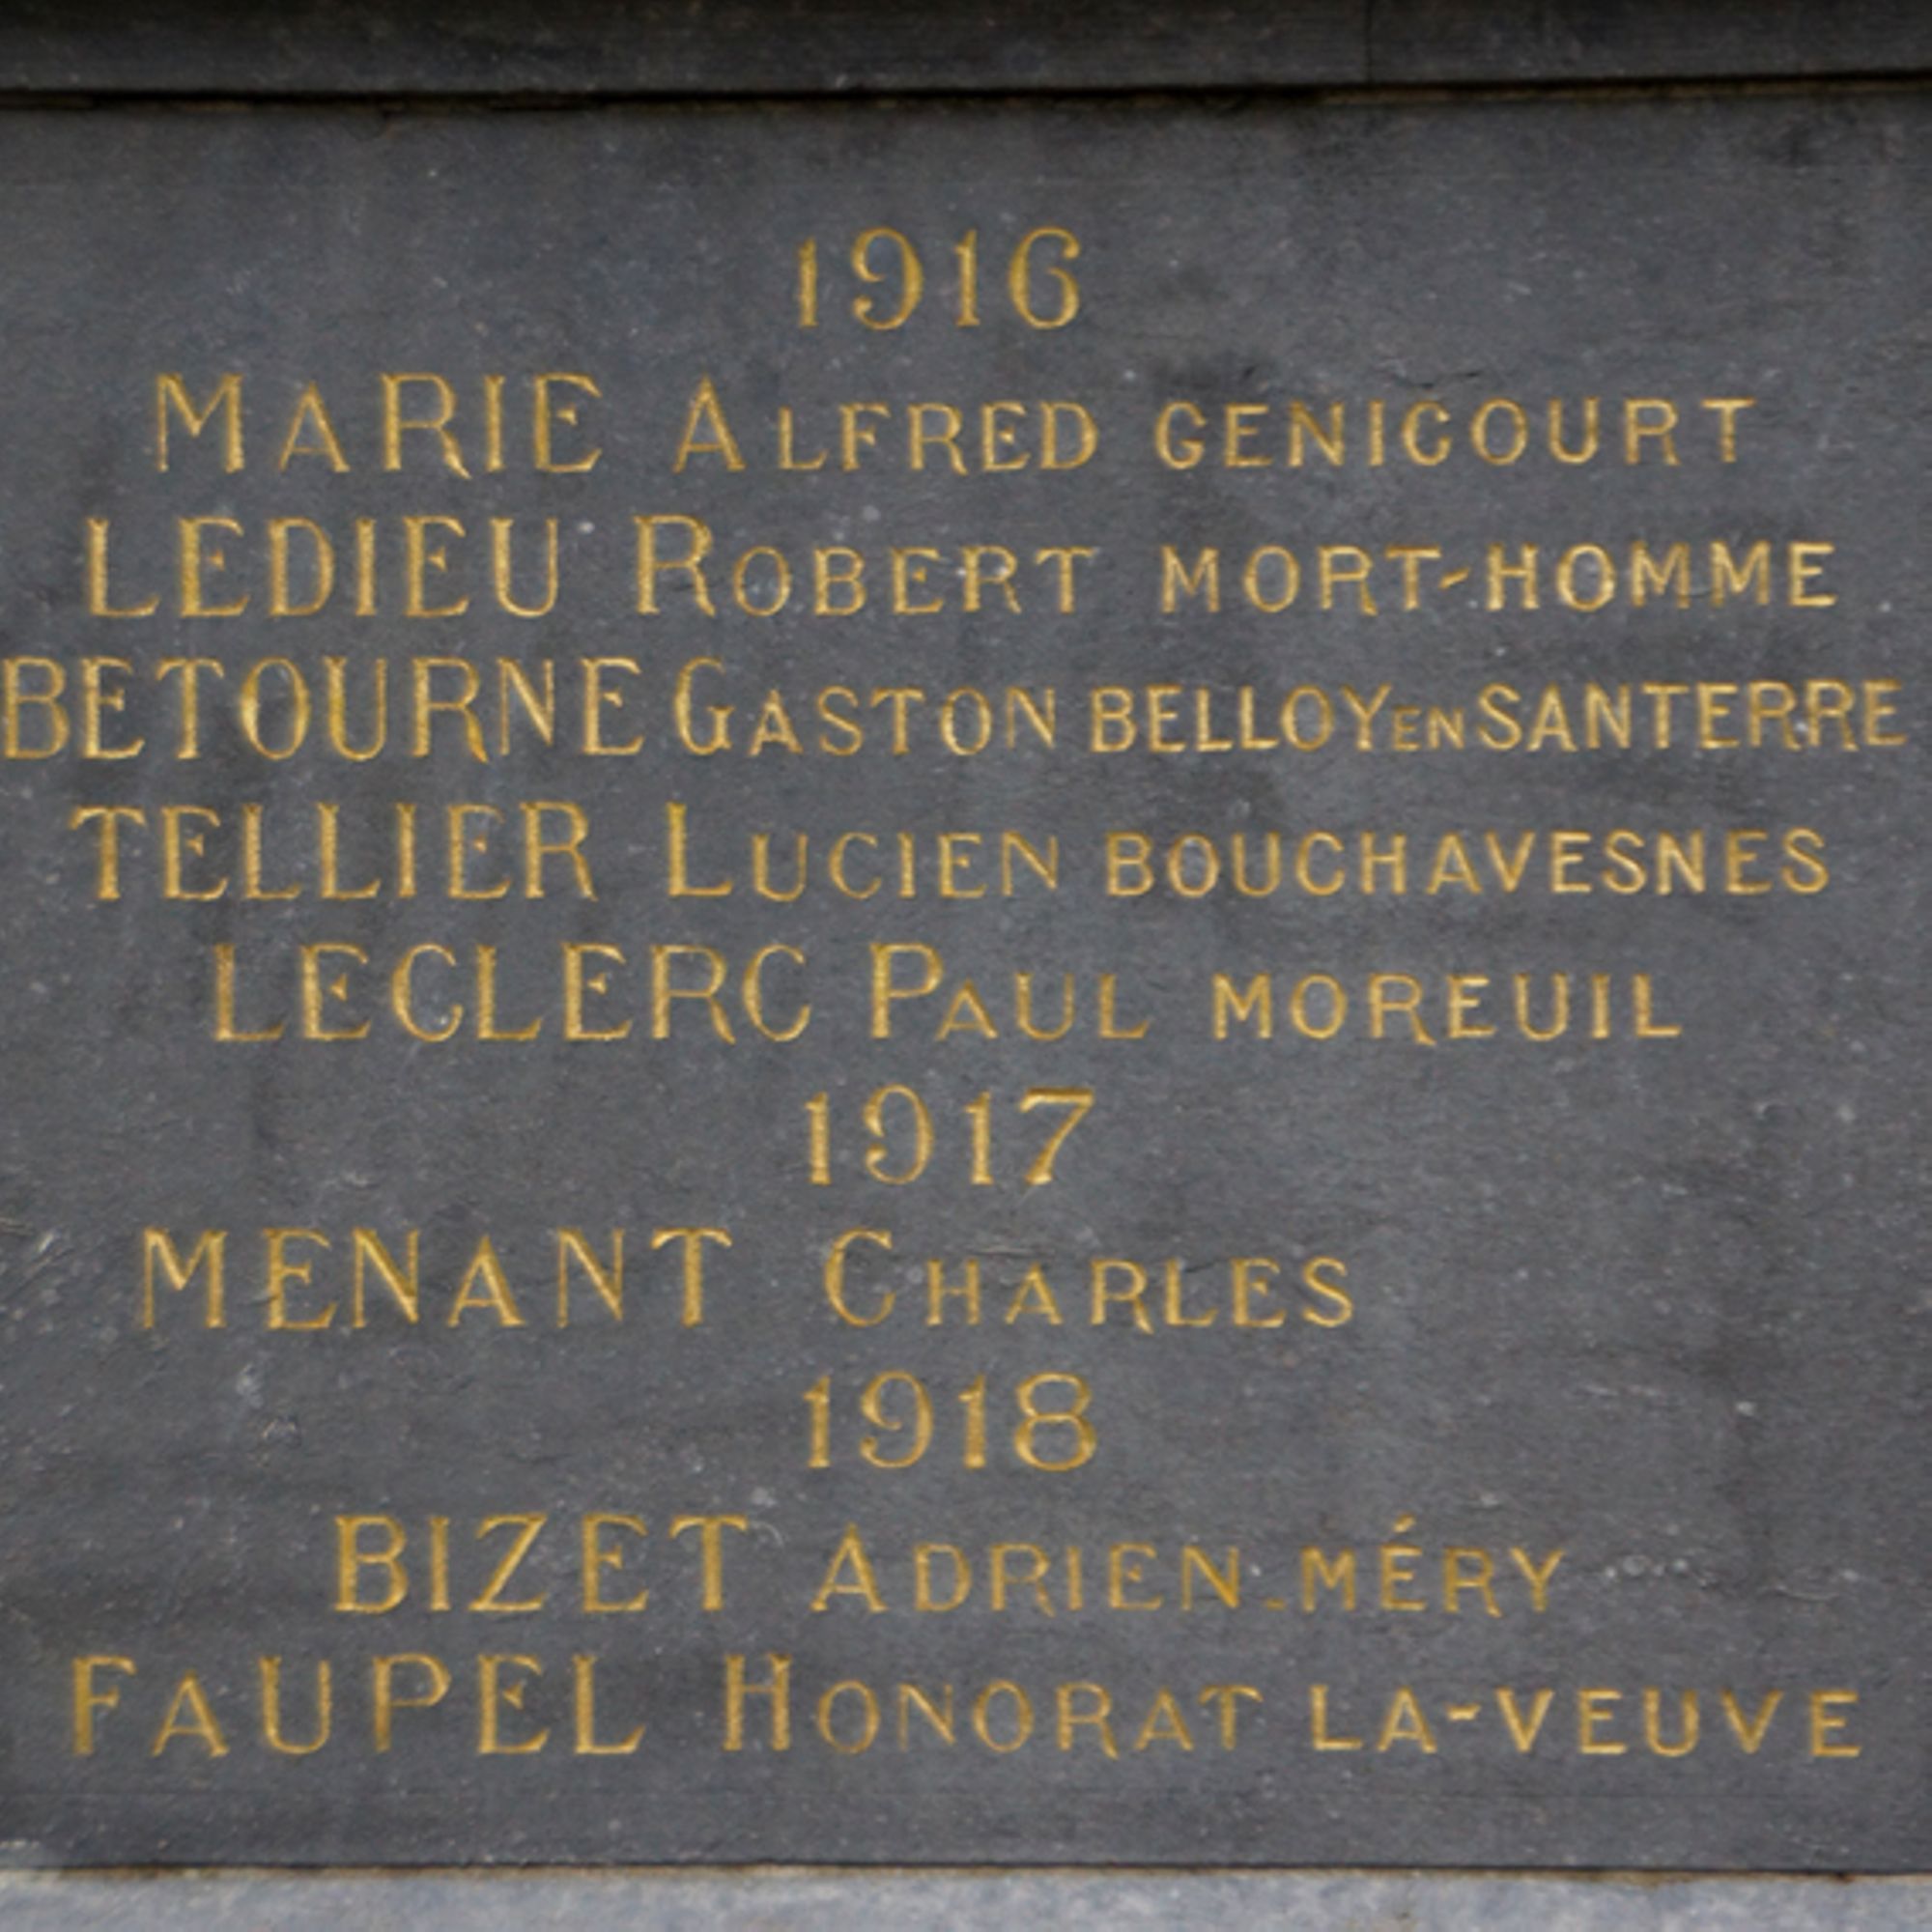 1916
MARIE ALFRED GENICOURT
LEDIEU ROBERT MORT-HOMME
BETOURNE GASTON BELLOY EN SANTERRE
TELLIER LUCIEN BOUCHAVESNES
LECLERC PAUL MOREUIL
1917
MENANT CHARLES
1918
BIZET ADRIEN-MÉRY
FAUPEL HONORAT LA-VEUVE